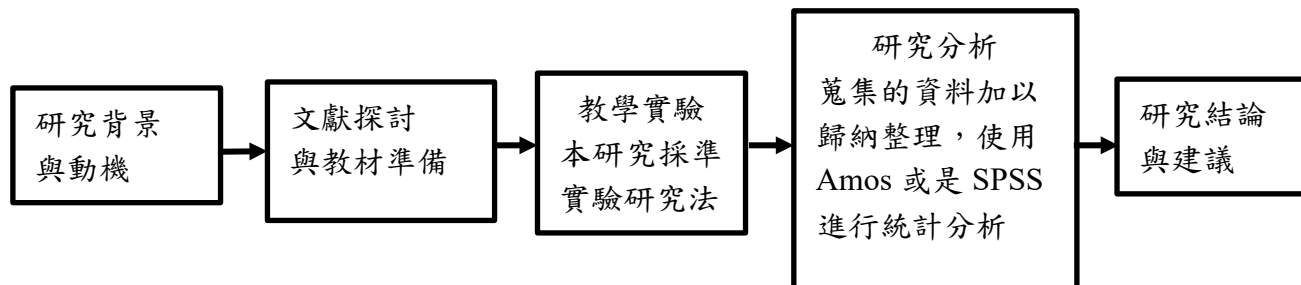 研究背景
與動機
文獻探討
與教材準備
教學實驗
本研究採準
實驗研究法
研究分析
蒐集的資料加以
歸納整理，使用
Amos 或是 SPSS
進行統計分析
研究結論
與建議